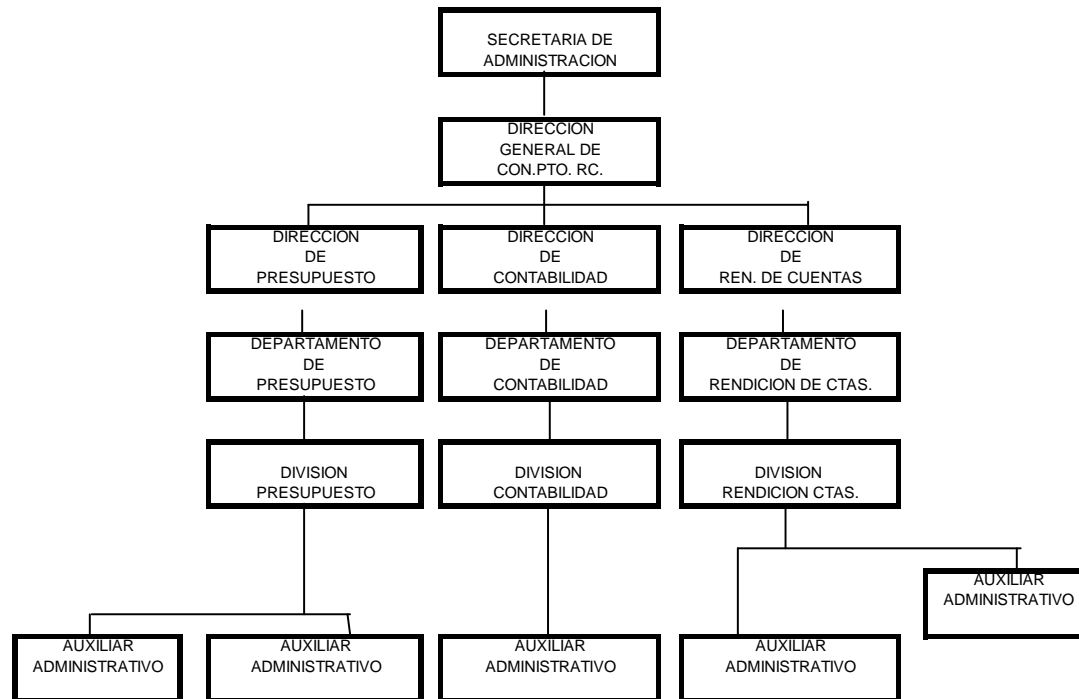 SECRETARIA DE
ADMINISTRACION
DIRECCION
GENERAL DE
CON.PTO. RC.
DIRECCION
DE
PRESUPUESTO
DIRECCION
DE
CONTABILIDAD
DIRECCION
DE
REN. DE CUENTAS
DEPARTAMENTO
DE
PRESUPUESTO
DEPARTAMENTO
DE
CONTABILIDAD
DEPARTAMENTO
DE
RENDICION DE CTAS.
DIVISION
PRESUPUESTO
DIVISION
CONTABILIDAD
DIVISION
RENDICION CTAS.
AUXILIAR
ADMINISTRATIVO
AUXILIAR
ADMINISTRATIVO
AUXILIAR
ADMINISTRATIVO
AUXILIAR
ADMINISTRATIVO
AUXILIAR
ADMINISTRATIVO